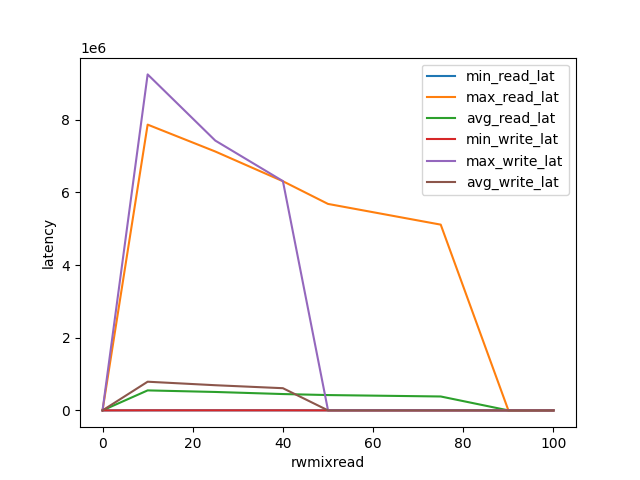 1e6
8
6
4
2
0
latency
0 20 40 60 80 100
rwmixread
min_read_lat
max_read_lat
avg_read_lat
min_write_lat
max_write_lat
avg_write_lat